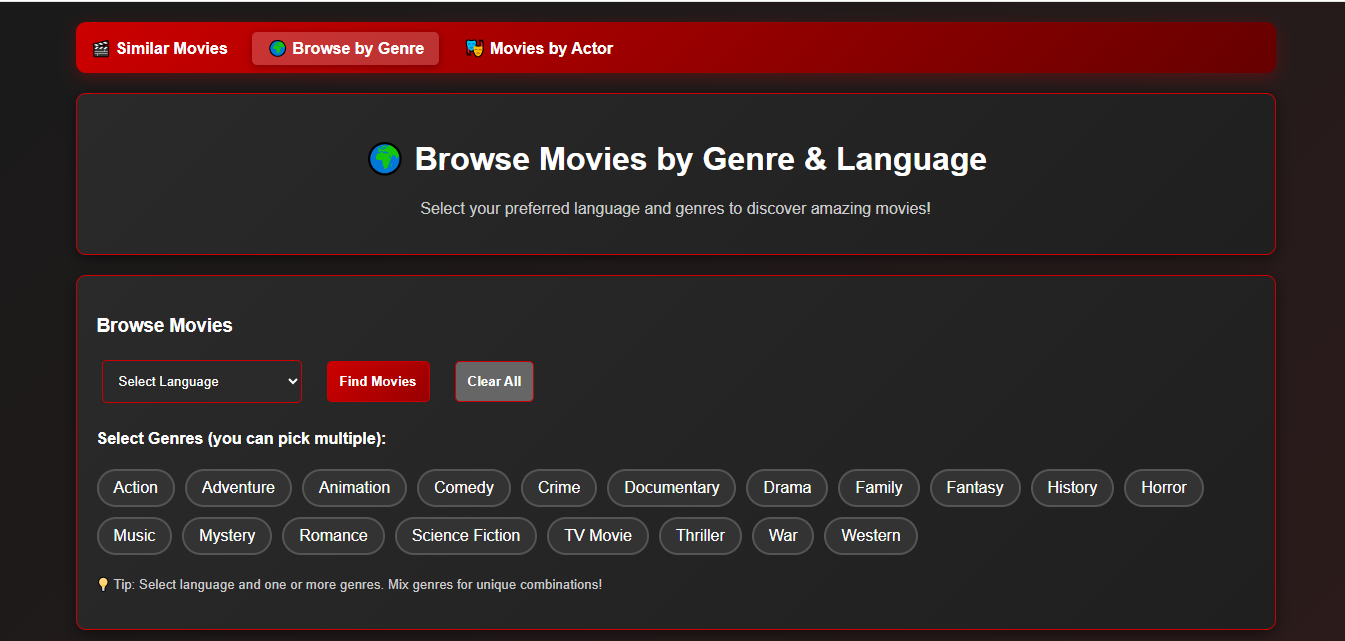 Similar Movies Browse by Genre Movies by Actor
Browse Movies by Genre & Language
Select your preferred language and genres to discover amazing movies!
Browse Movies
Select Language Find Movies Clear All
Select Genres (you can pick multiple):
Action Adventure Animation Comedy Crime Documentary Drama Family Fantasy History Horror
Music Mystery Romance Science Fiction TV Movie Thriller War Western
Tip: Select language and one or more genres. Mix genres for unique combinations!